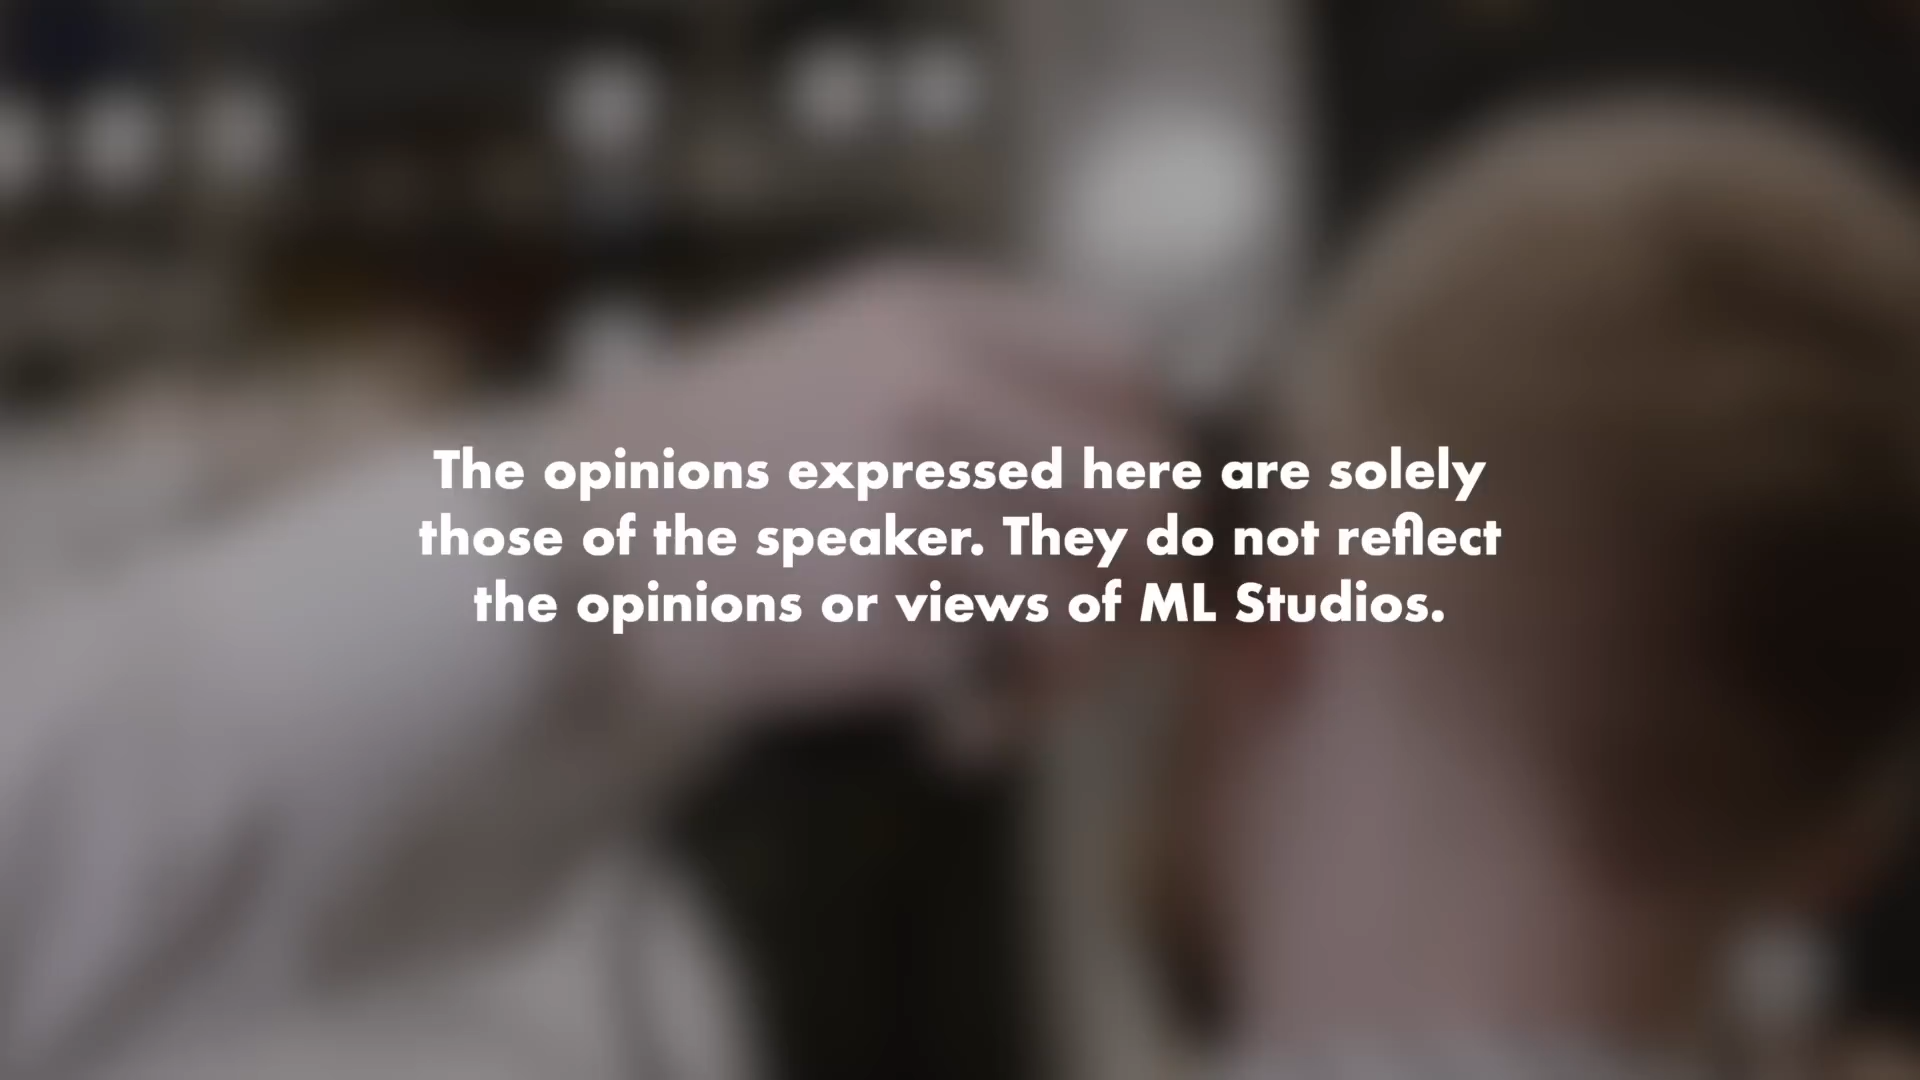 The opinions expressed here are solely
those of the speaker. They do not reflect
the opinions or views of ML Studios.